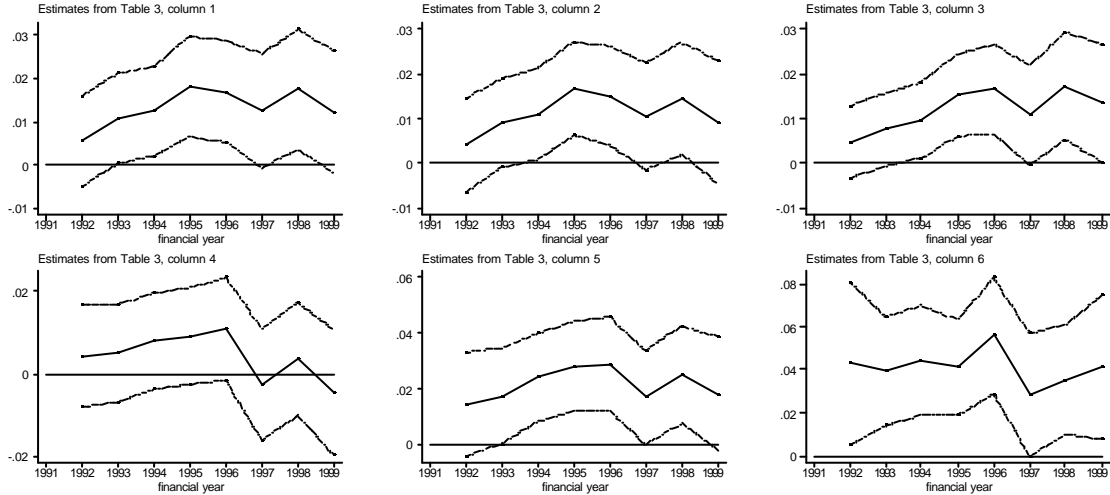 Estimates from Table 3, column 1
.03
.02
.01
0
-.01
1991 1992 1993 1994 1995 1996 1997 1998 1999
financial year
Estimates from Table 3, column 2
.03
.02
.01
0
-.01
1991 1992 1993 1994 1995 1996 1997 1998 1999
financial year
Estimates from Table 3, column 3
.03
.02
.01
0
-.01
1991 1992 1993 1994 1995 1996 1997 1998 1999
financial year
Estimates from Table 3, column 4
.02
0
-.02
1991 1992 1993 1994 1995 1996 1997 1998 1999
financial year
Estimates from Table 3, column 5
.06
.04
.02
0
1991 1992 1993 1994 1995 1996 1997 1998 1999
financial year
Estimates from Table 3, column 6
.08
.06
.04
.02
0
1991 1992 1993 1994 1995 1996 1997 1998 1999
financial year